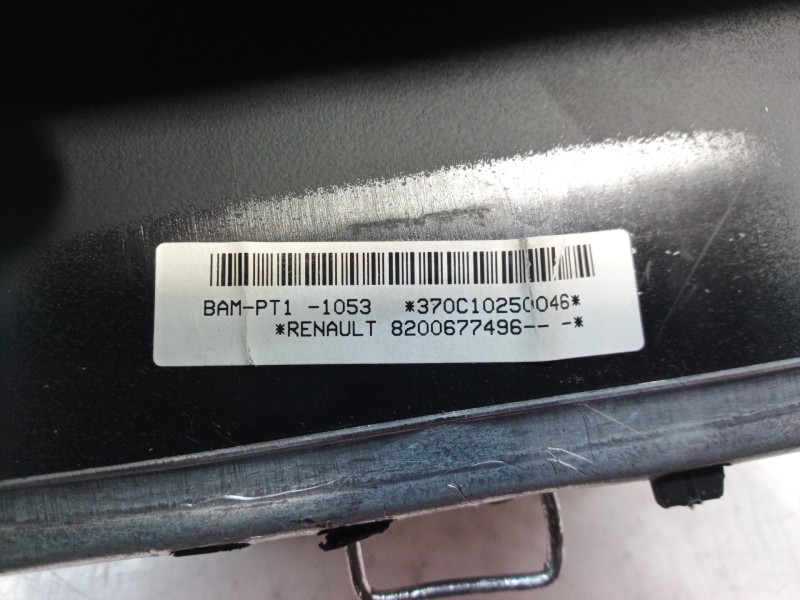 BAM-PT1 -1053 *370C10250046*
*RENAULT 8200677496-- -*